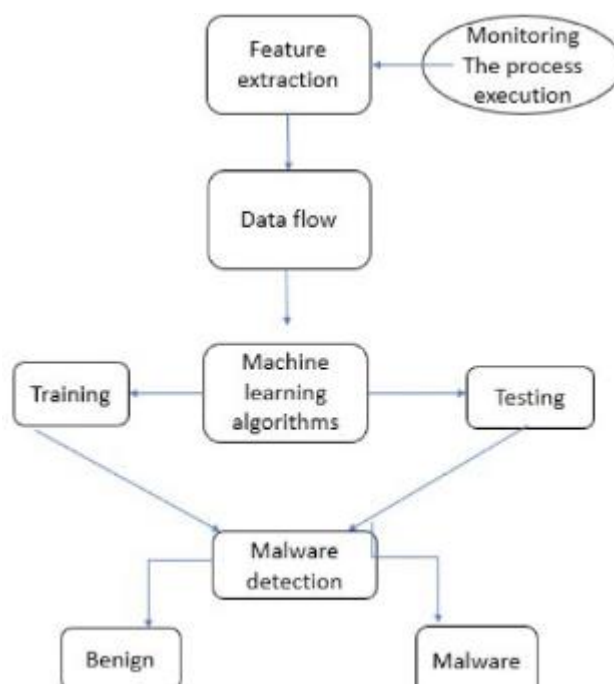 Feature
extraction
Monitoring
The process
execution
Data flow
Machine
learning
algorithms
Training
Testing
Malware
detection
Benign
Malware